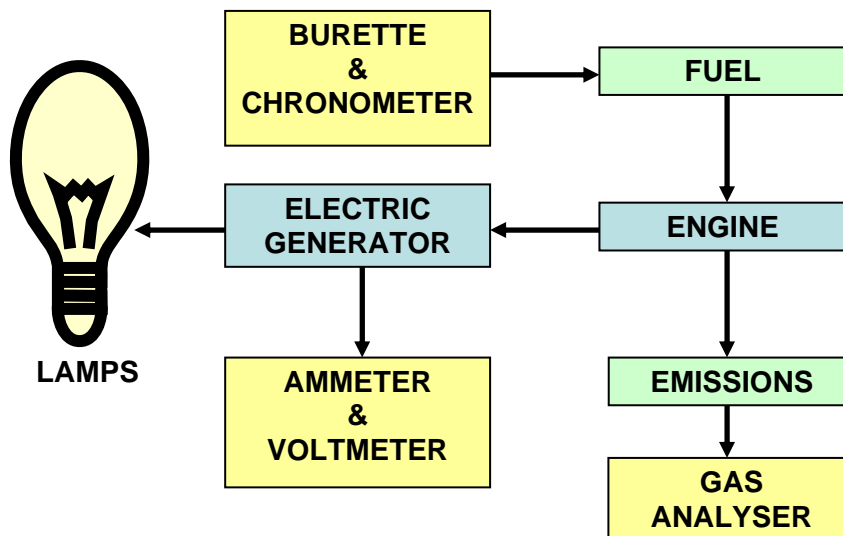 BURETTE
&
CHRONOMETER
FUEL
ELECTRIC
GENERATOR
ENGINE
LAMPS
AMMETER
&
VOLTMETER
EMISSIONS
GAS
ANALYSER